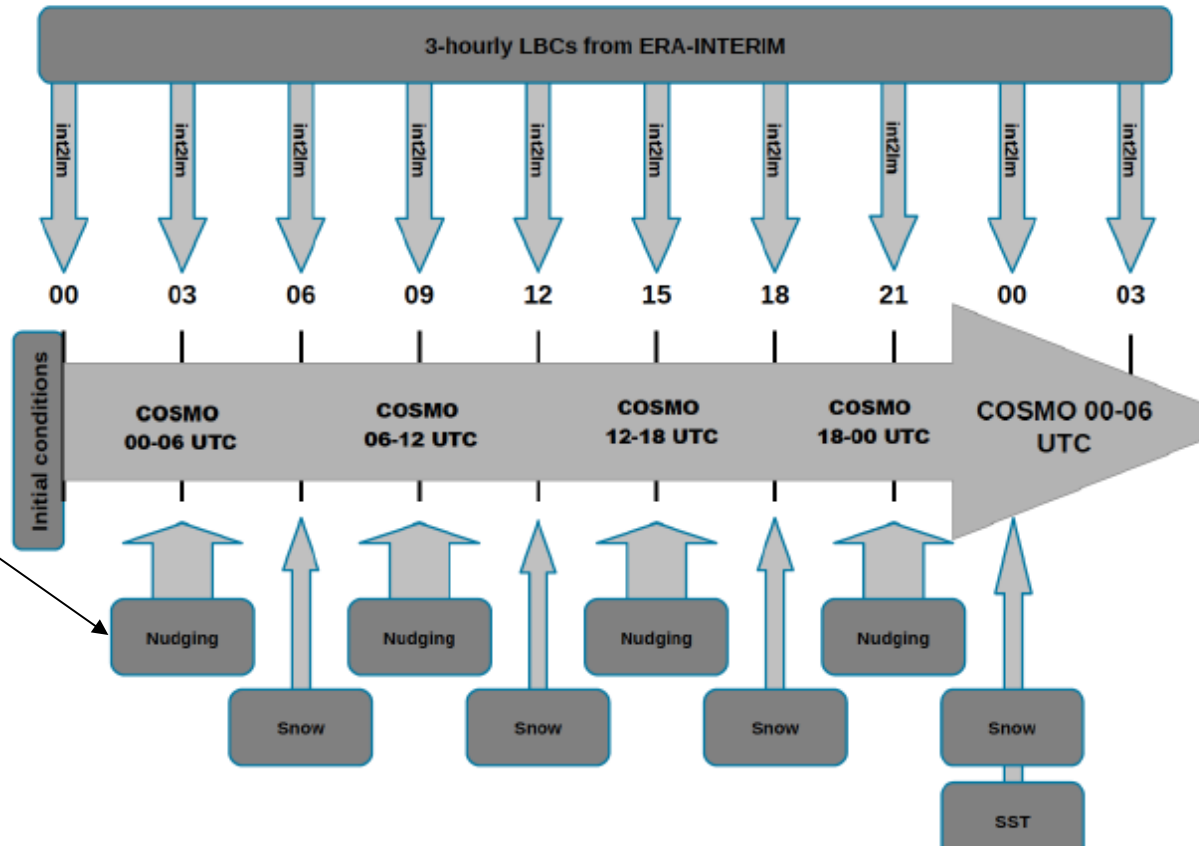 3-hourly LBCs from ERA-INTERIM
int2lm int2lm int2lm int2lm int2lm int2lm int2lm int2lm int2lm int2lm
00 03 06 09 12 15 18 21 00 03
Initial conditions
COSMO
00-06 UTC
COSMO
06-12 UTC
COSMO
12-18 UTC
COSMO
18-00 UTC
COSMO 00-06
UTC
Nudging Nudging Nudging Nudging
Snow Snow Snow Snow
SST